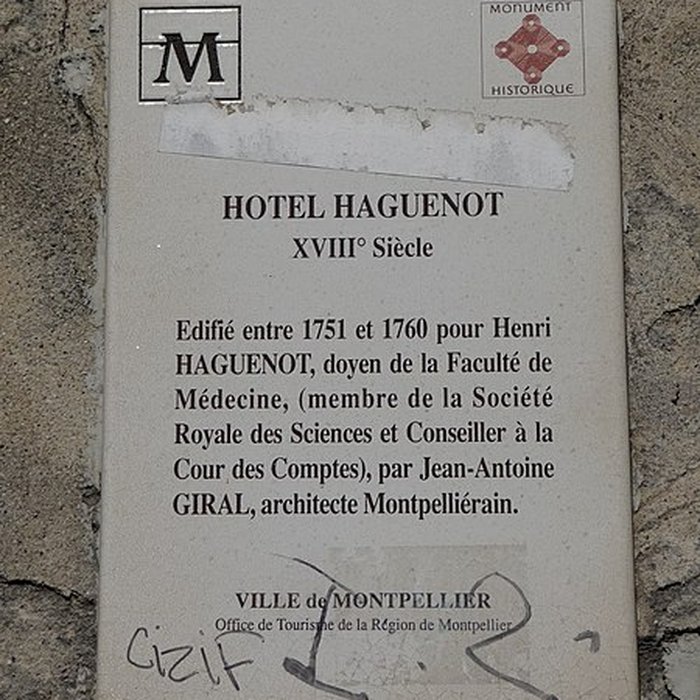 M
MONUMENT
HISTORIQUE
HOTEL HAGUENOT
XVIII° Siècle
Edifié entre 1751 et 1760 pour Henri
HAGUENOT, doyen de la Faculté de
Médecine, (membre de la Société
Royale des Sciences et Conseiller à la
Cour des Comptes), par Jean-Antoine
GIRAL, architecte Montpelliérain.
VILLE de MONTPELLIER
Office de Tourisme de la Région de Montpellier